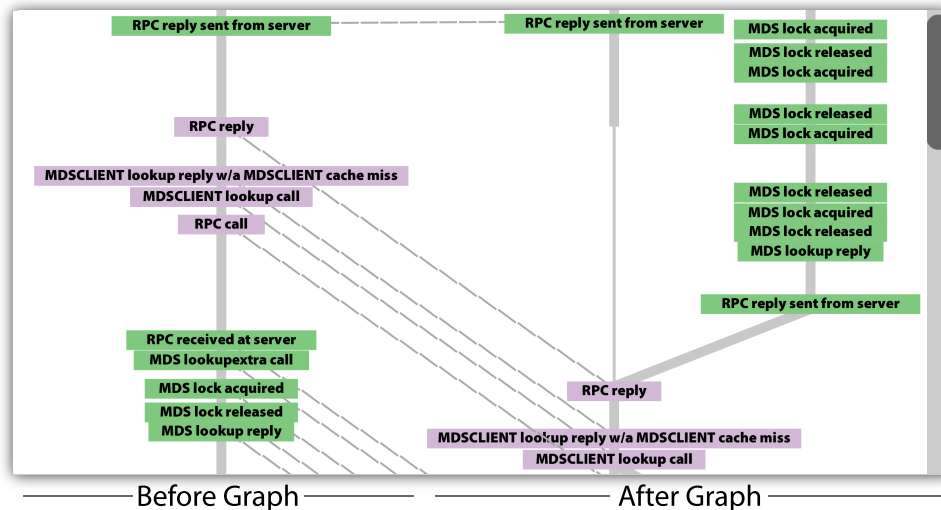 RPC reply sent from server
RPC reply
MDSCLIENT lookup reply w/a MDSCLIENT cache miss
MDSCLIENT lookup call
RPC call
RPC received at server
MDS lookupextra call
MDS lock acquired
MDS lock released
MDS lookup reply
RPC reply sent from server
MDS lock acquired
MDS lock released
MDS lock acquired
MDS lock released
MDS lock acquired
MDS lock released
MDS lock acquired
MDS lock released
MDS lookup reply
RPC reply sent from server
RPC reply
MDSCLIENT lookup reply w/a MDSCLIENT cache miss
MDSCLIENT lookup call
Before Graph
After Graph